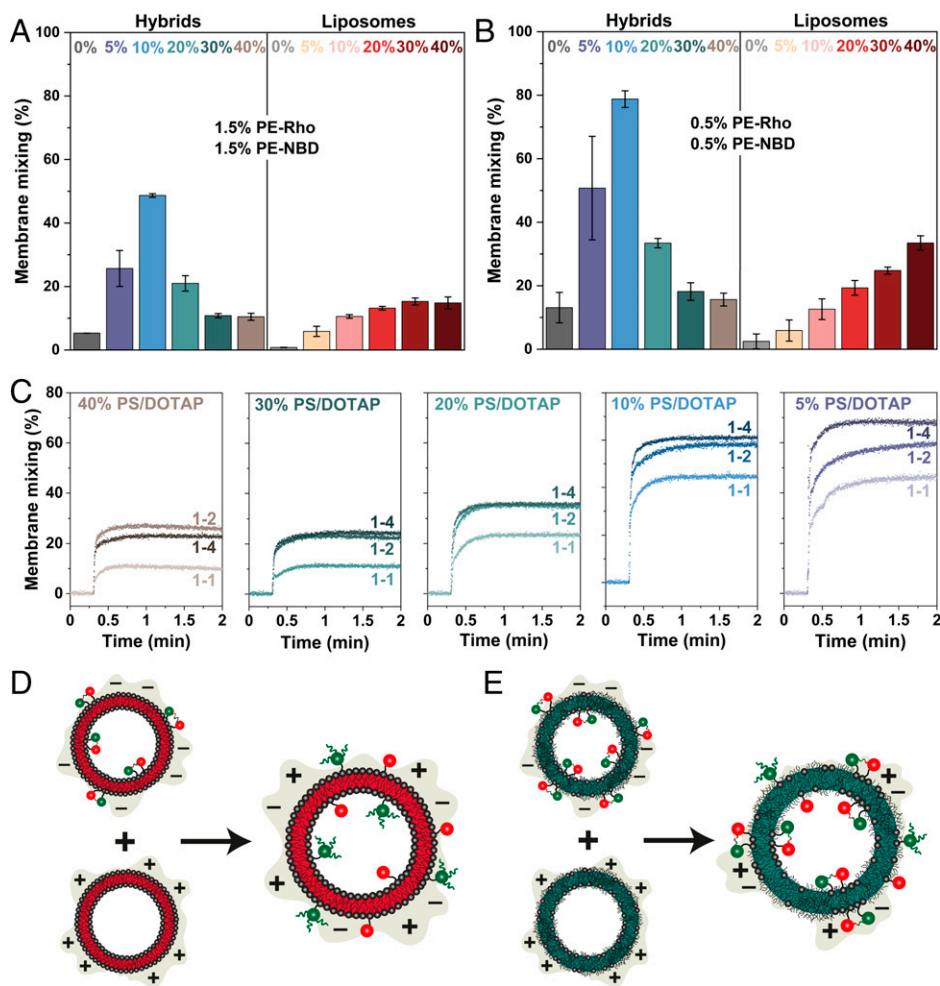 A
Hybrids
Liposomes
0% 5% 10% 20% 30% 40% 0% 5% 10% 20% 30% 40%
1.5% PE-Rho
1.5% PE-NBD
Membrane mixing (%)
100
80
60
40
20
0
B
Hybrids
Liposomes
0% 5% 10% 20% 30% 40% 0% 5% 10% 20% 30% 40%
0.5% PE-Rho
0.5% PE-NBD
Membrane mixing (%)
100
80
60
40
20
0
C
Membrane mixing (%)
80
60
40
20
0
40% PS/DOTAP
1-2
1-4
1-1
0 0.5 1 1.5 2
Time (min)
30% PS/DOTAP
1-4
1-2
1-1
0 0.5 1 1.5 2
Time (min)
20% PS/DOTAP
1-4
1-2
1-1
0 0.5 1 1.5 2
Time (min)
10% PS/DOTAP
1-4
1-2
1-1
0 0.5 1 1.5 2
Time (min)
5% PS/DOTAP
1-4
1-2
1-1
0 0.5 1 1.5 2
Time (min)
D
E